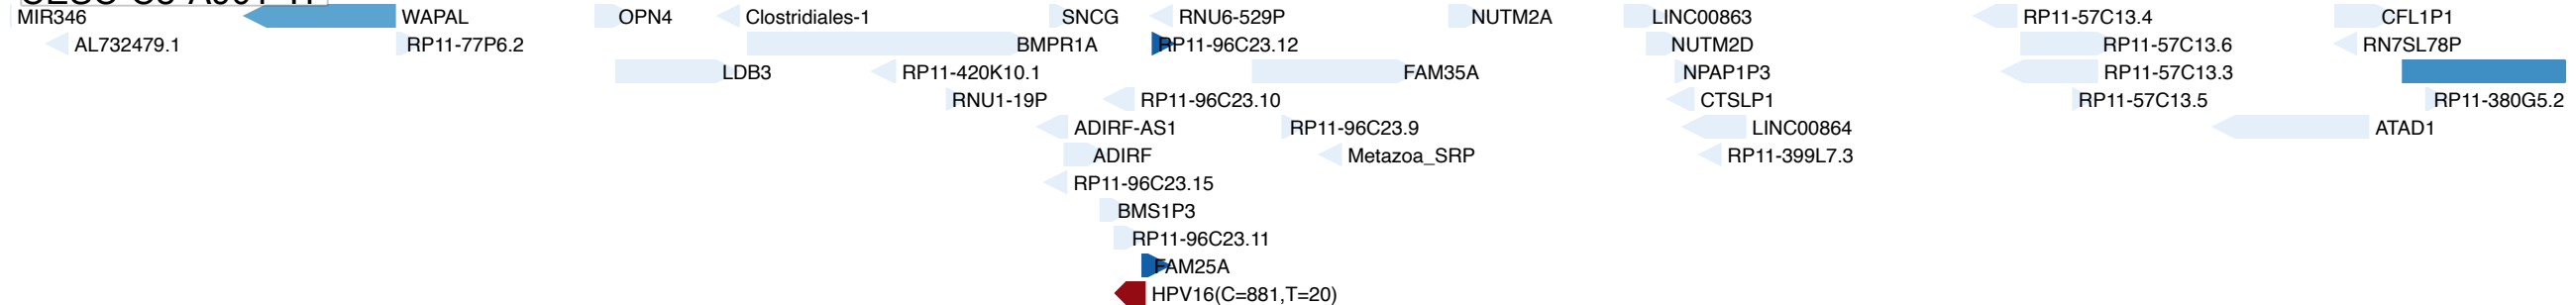 MIR346 WAPAL OPN4 Clostridiales-1 SNCG RNU6-529P NUTM2A LINC00863 RP11-57C13.4 CFL1P1
AL732479.1 RP11-77P6.2 BMPR1A RP11-96C23.12 NUTM2D RP11-57C13.6 RN7SL78P
LDB3 RP11-420K10.1 FAM35A NPAP1P3 RP11-57C13.3
RNU1-19P RP11-96C23.10 CTSLP1 RP11-57C13.5 RP11-380G5.2
ADIRF-AS1 RP11-96C23.9 LINC00864 ATAD1
ADIRF Metazoa_SRP RP11-399L7.3
RP11-96C23.15
BMS1P3
RP11-96C23.11
FAM25A
HPV16(C=881,T=20)